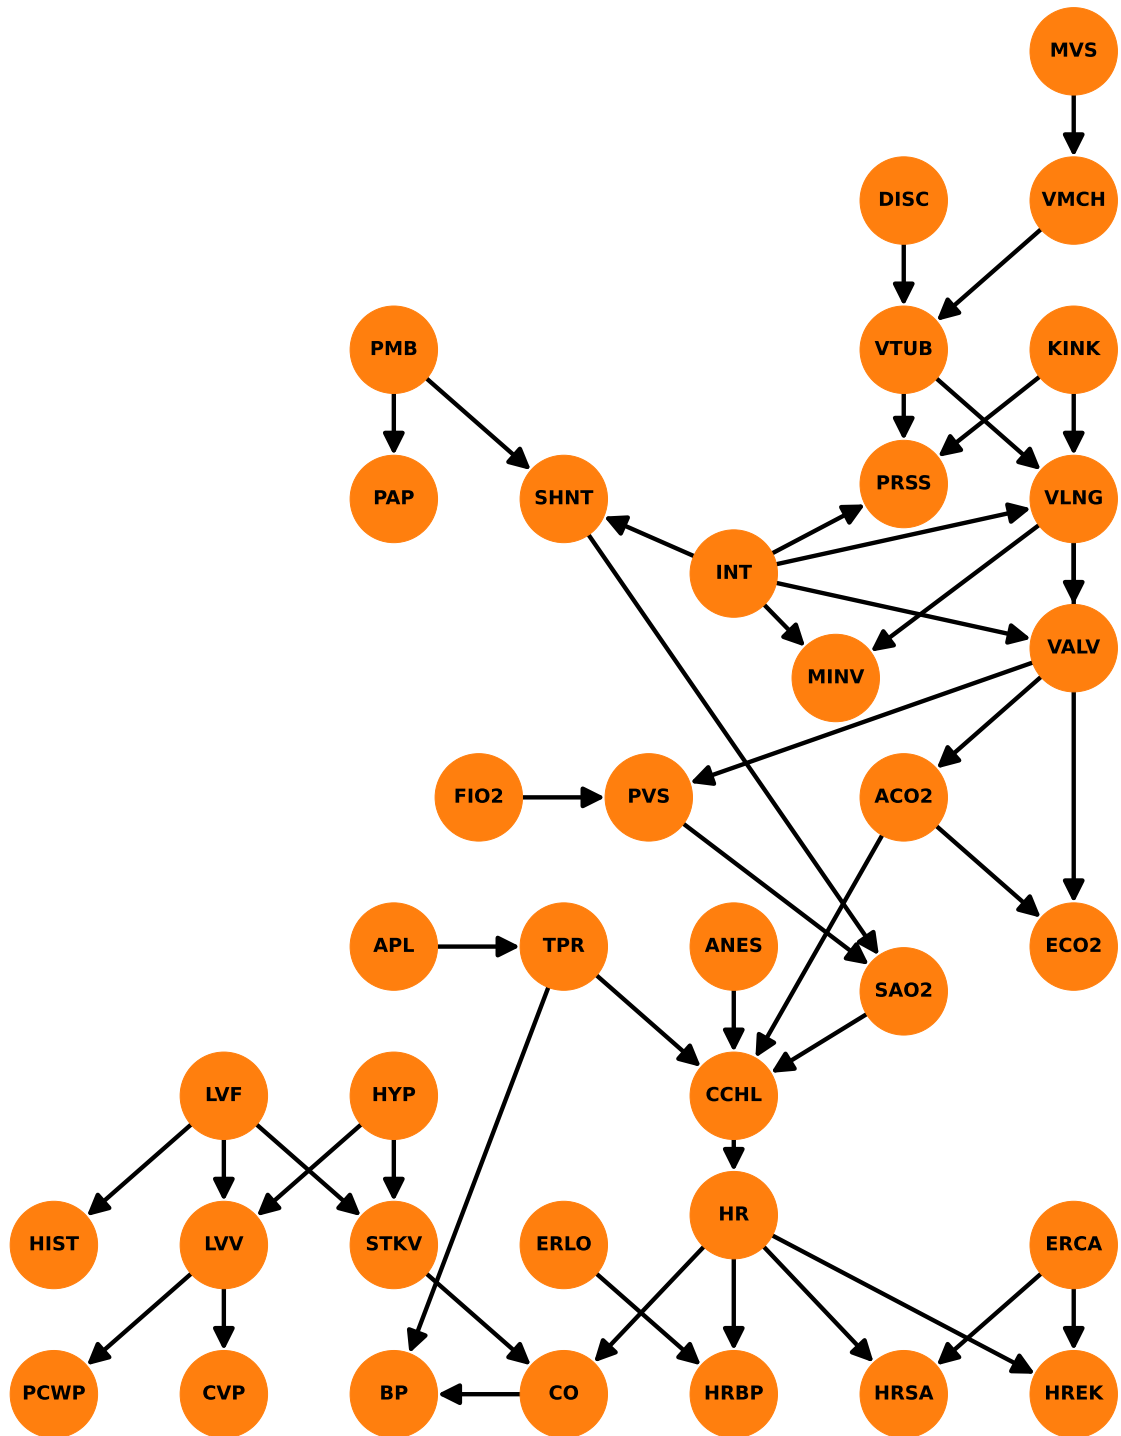 MVS
DISC
VMCH
PMB
VTUB
KINK
PAP
SHNT
PRSS
VLNG
INT
MINV
VALV
FIO2
PVS
ACO2
APL
TPR
ANES
ECO2
SAO2
LVF
HYP
CCHL
HR
HIST
LVV
STKV
ERLO
ERCA
PCWP
CVP
BP
CO
HRBP
HRSA
HREK